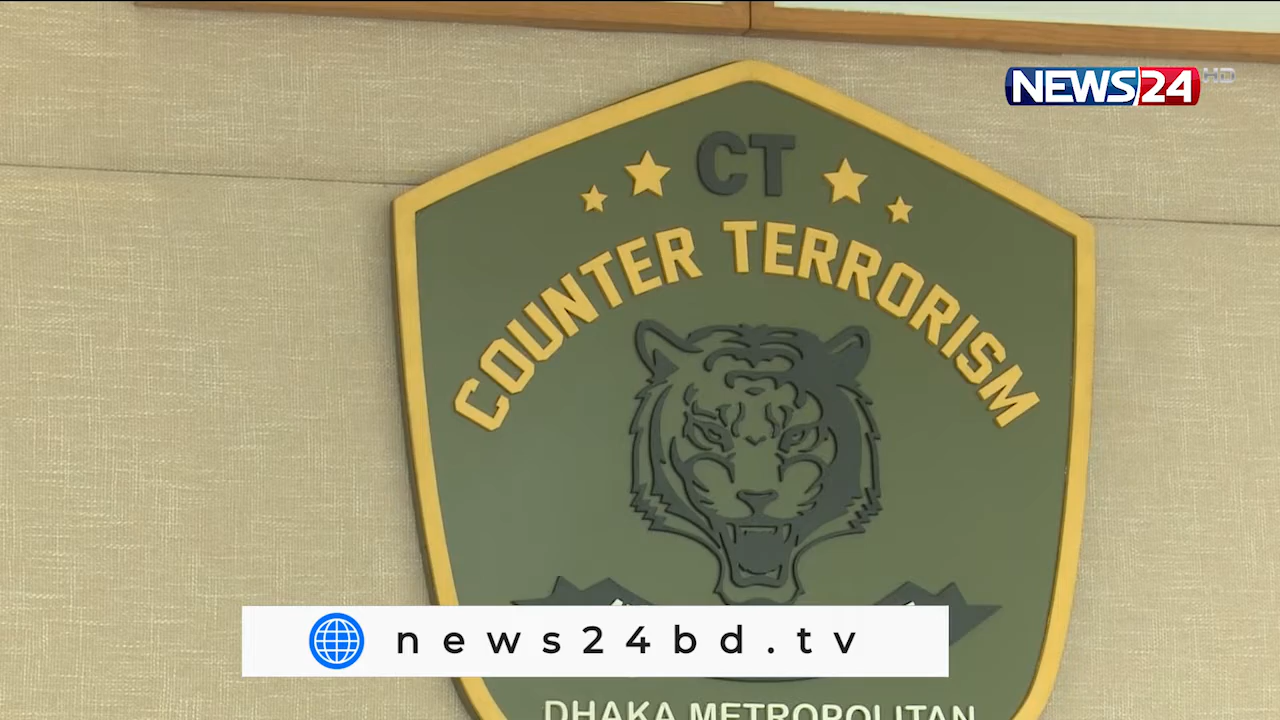 NEWS24 HD
CT
COUNTER TERRORISM
news24bd.tv
DHAKA METROPOLITAN